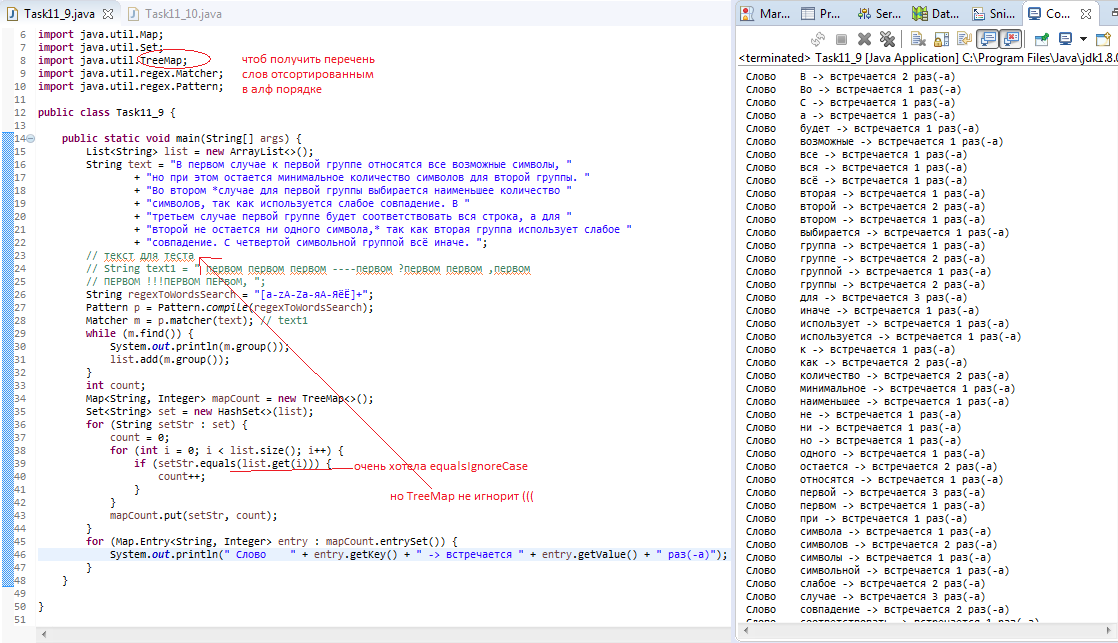 Task11_9.java
Task11_10.java
6 import java.util.Map;
7 import java.util.Set;
8 import java.util.TreeMap;
9 import java.util.regex.Matcher;
10 import java.util.regex.Pattern;
чтоб получить перечень
слов отсортированным
в алф порядке
11
12 public class Task11_9 {
13
14 public static void main(String[] args) {
15 List<String> list = new ArrayList<>();
16 String text = "В первом случае к первой группе относятся все возможные символы, "
17 + "но при этом остается минимальное количество символов для второй группы. "
18 + "Во втором *случае для первой группы выбирается наименьшее количество "
19 + "символов, так как используется слабое совпадение. В "
20 + "третьем случае первой группе будет соответствовать вся строка, а для "
21 + "второй не остается ни одного символа,* так как вторая группа использует слабое "
22 + "совпадение. С четвертой символьной группой всё иначе. ";
23 // текст для теста
24 // String text1 = " первом первом первом ----первом ?первом первом ,первом
25 // ПЕРВОМ !!!ПЕРВОМ ПЕРВОМ, ";
26 String regexToWordsSearch = "[a-zA-Za-яА-ЯёЁ]+";
27 Pattern p = Pattern.compile(regexToWordsSearch);
28 Matcher m = p.matcher(text); // text1
29 while (m.find()) {
30 System.out.println(m.group());
31 list.add(m.group());
32 }
33 int count;
34 Map<String, Integer> mapCount = new TreeMap<>();
35 Set<String> set = new HashSet<>(list);
36 for (String setStr : set) {
37 count = 0;
38 for (int i = 0; i < list.size(); i++) {
39 if (setStr.equals(list.get(i))) {
очень хотела equalsIgnoreCase
40 count++;
41 }
но TreeMap не игнорит (((
42 }
43 mapCount.put(setStr, count);
44 }
45 for (Map.Entry<String, Integer> entry : mapCount.entrySet()) {
46 System.out.println(" Слово    " + entry.getKey() + " -> встречается " + entry.getValue() + " раз(-а)");
47 }
48 }
49
50 }
51
Mar...
Pr...
Ser...
Dat...
Sni...
Co...
<terminated> Task11_9 [Java Application] C:\Program Files\Java\jdk1.8.0
Слово В -> встречается 2 раз(-а)
Слово Во -> встречается 1 раз(-а)
Слово С -> встречается 1 раз(-а)
Слово а -> встречается 1 раз(-а)
Слово будет -> встречается 1 раз(-а)
Слово возможные -> встречается 1 раз(-а)
Слово все -> встречается 1 раз(-а)
Слово вся -> встречается 1 раз(-а)
Слово всё -> встречается 1 раз(-а)
Слово вторая -> встречается 1 раз(-а)
Слово второй -> встречается 2 раз(-а)
Слово втором -> встречается 1 раз(-а)
Слово выбирается -> встречается 1 раз(-а)
Слово группа -> встречается 1 раз(-а)
Слово группе -> встречается 2 раз(-а)
Слово группой -> встречается 1 раз(-а)
Слово группы -> встречается 2 раз(-а)
Слово для -> встречается 3 раз(-а)
Слово иначе -> встречается 1 раз(-а)
Слово использует -> встречается 1 раз(-а)
Слово используется -> встречается 1 раз(-а)
Слово к -> встречается 1 раз(-а)
Слово как -> встречается 2 раз(-а)
Слово количество -> встречается 2 раз(-а)
Слово минимальное -> встречается 1 раз(-а)
Слово наименьшее -> встречается 1 раз(-а)
Слово не -> встречается 1 раз(-а)
Слово ни -> встречается 1 раз(-а)
Слово но -> встречается 1 раз(-а)
Слово одного -> встречается 1 раз(-а)
Слово остается -> встречается 2 раз(-а)
Слово относятся -> встречается 1 раз(-а)
Слово первой -> встречается 3 раз(-а)
Слово первом -> встречается 1 раз(-а)
Слово при -> встречается 1 раз(-а)
Слово символа -> встречается 1 раз(-а)
Слово символов -> встречается 2 раз(-а)
Слово символы -> встречается 1 раз(-а)
Слово символьной -> встречается 1 раз(-а)
Слово слабое -> встречается 2 раз(-а)
Слово случае -> встречается 3 раз(-а)
Слово совпадение -> встречается 2 раз(-а)
Слово соответствовать -> встречается 1 раз(-а)